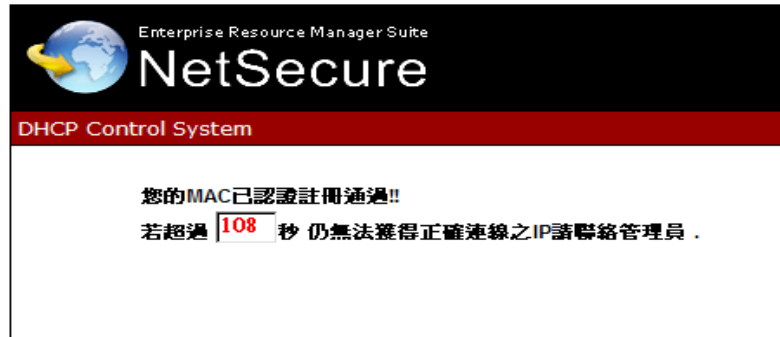 Enterprise Resource Manager Suite
NetSecure
DHCP Control System
您的MAC已認證註冊通過!!
若超過 108 秒 仍無法獲得正確連線之IP請聯絡管理員 .